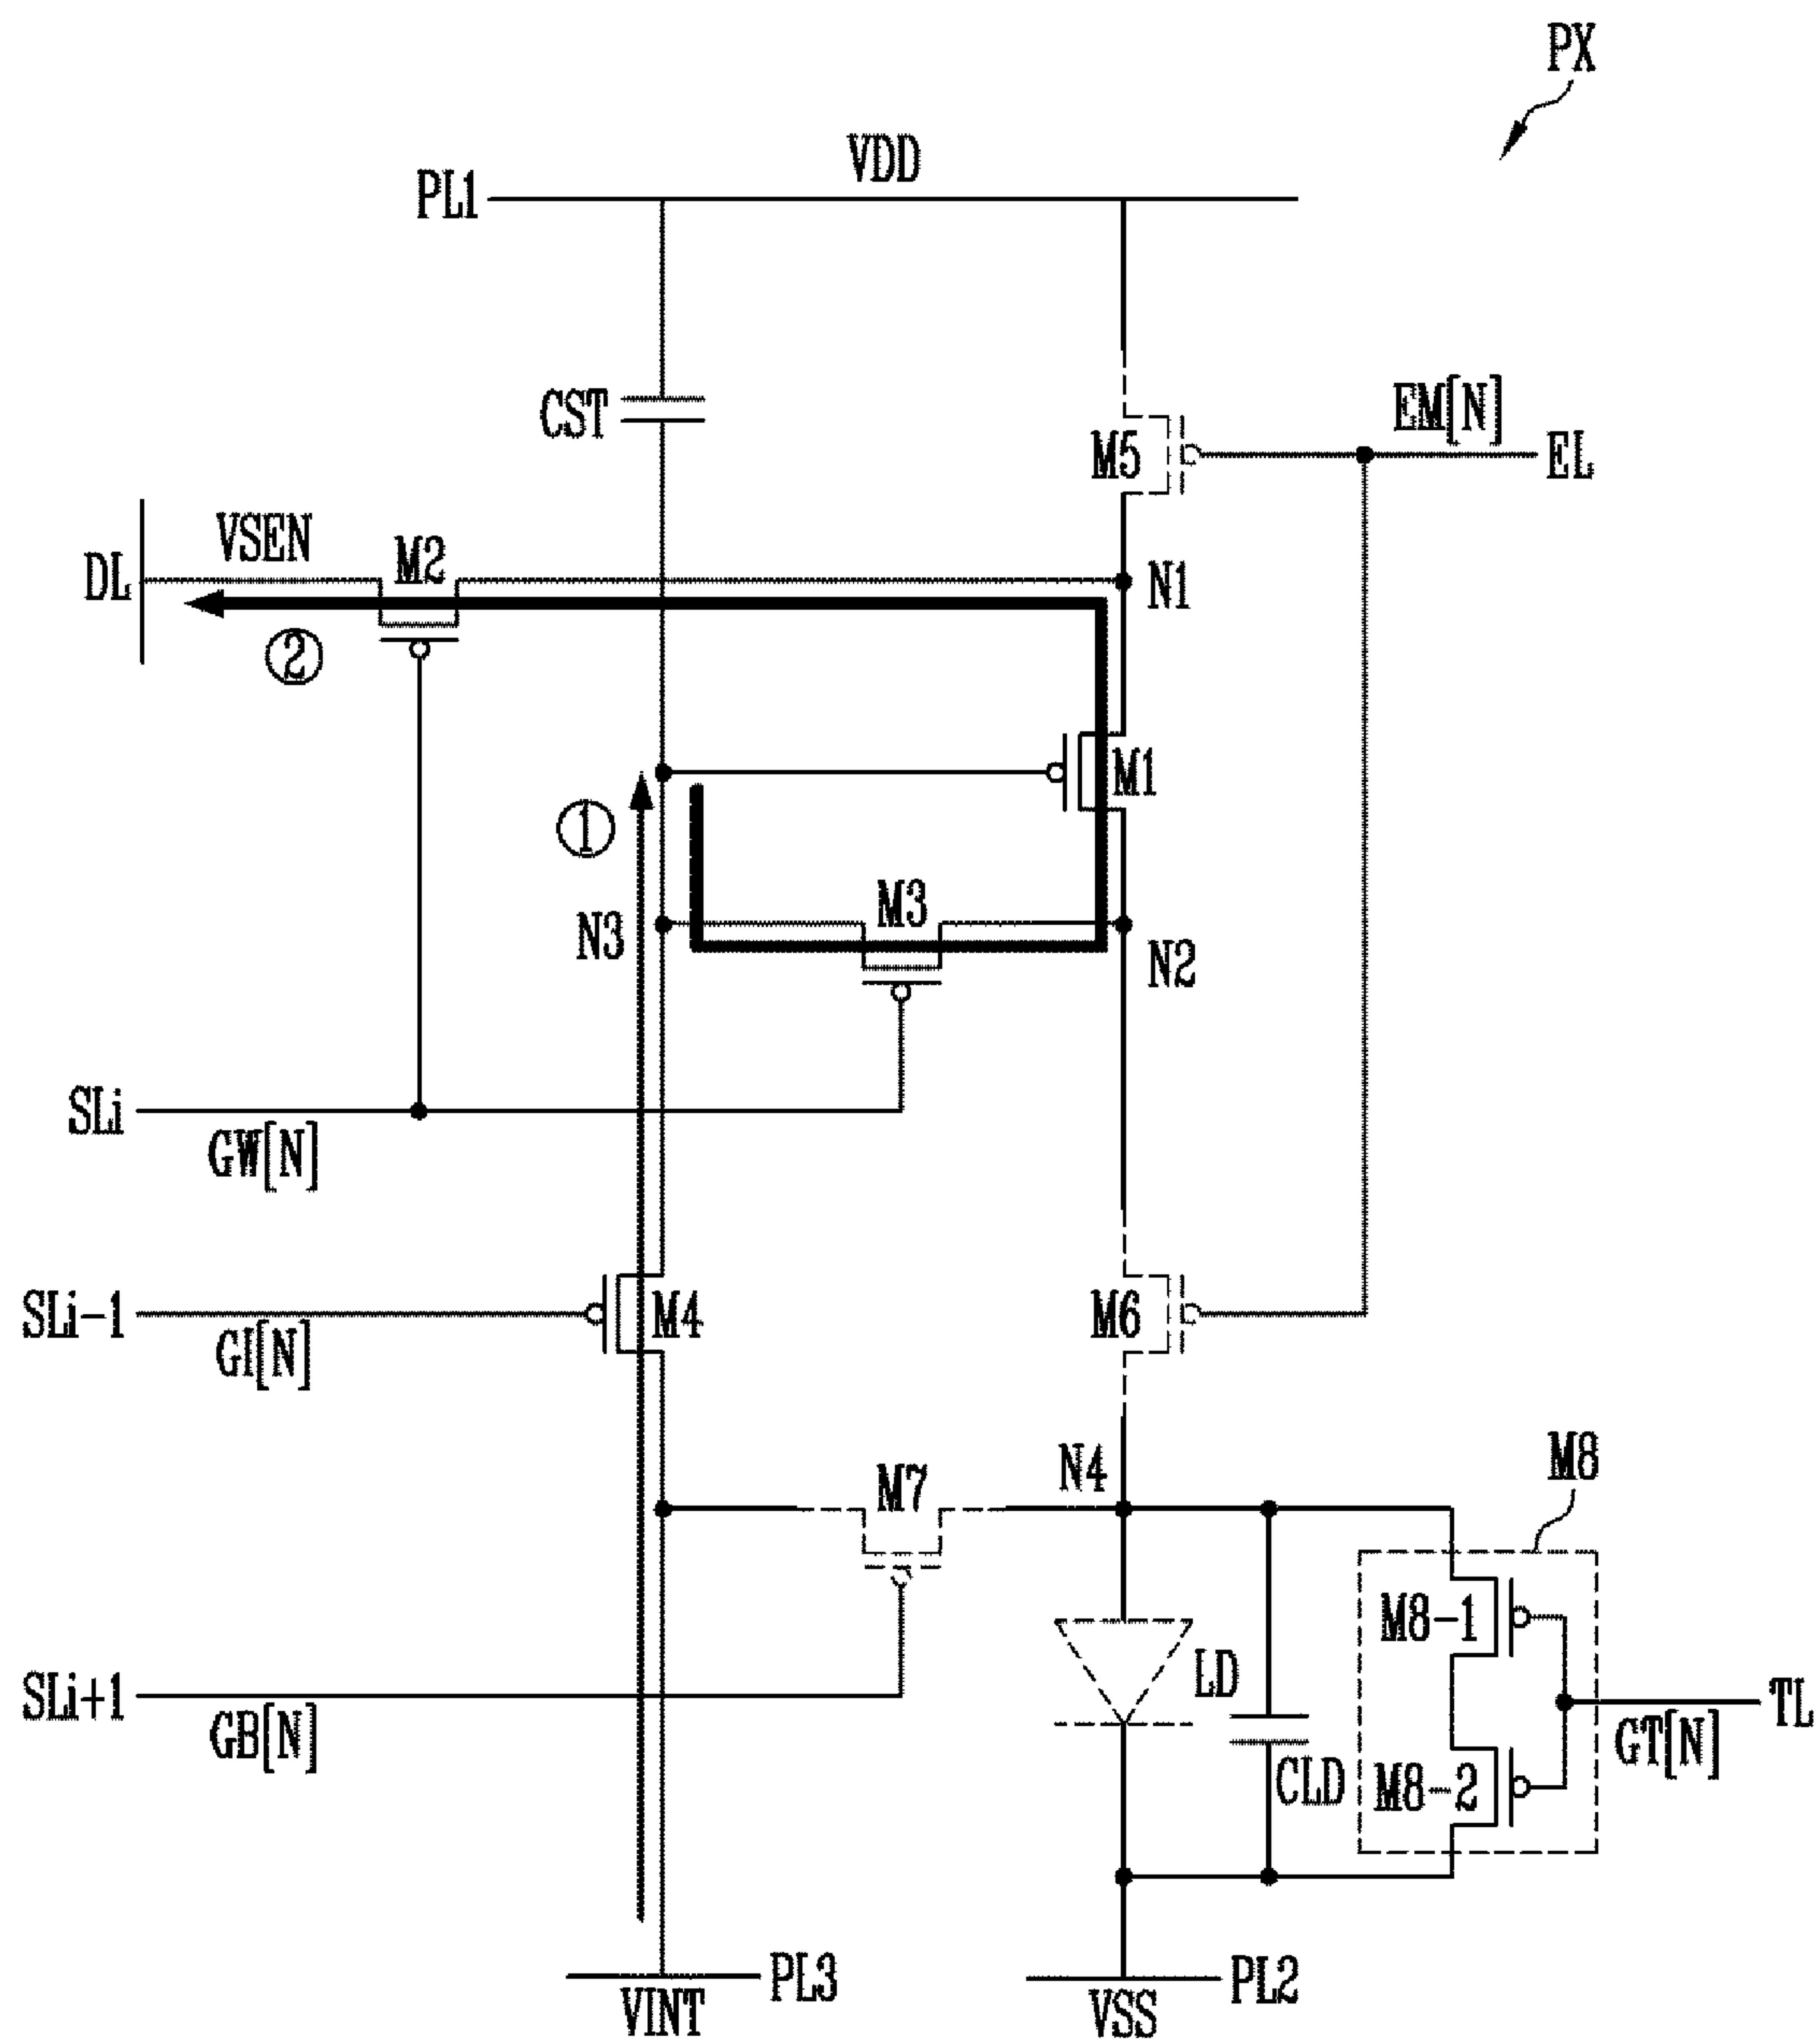 PX
VDD
PL1
CST
EM[N]
M5
EL
VSEN
M2
DL
N1
②
M1
①
M3
N3
N2
SLi
GW[N]
SLi-1
GI[N]
M4
M6
M8
N4
M7
M8-1
LD
SLi+1
GB[N]
TL
GT[N]
CLD
M8-2
PL3
VINT
PL2
VSS